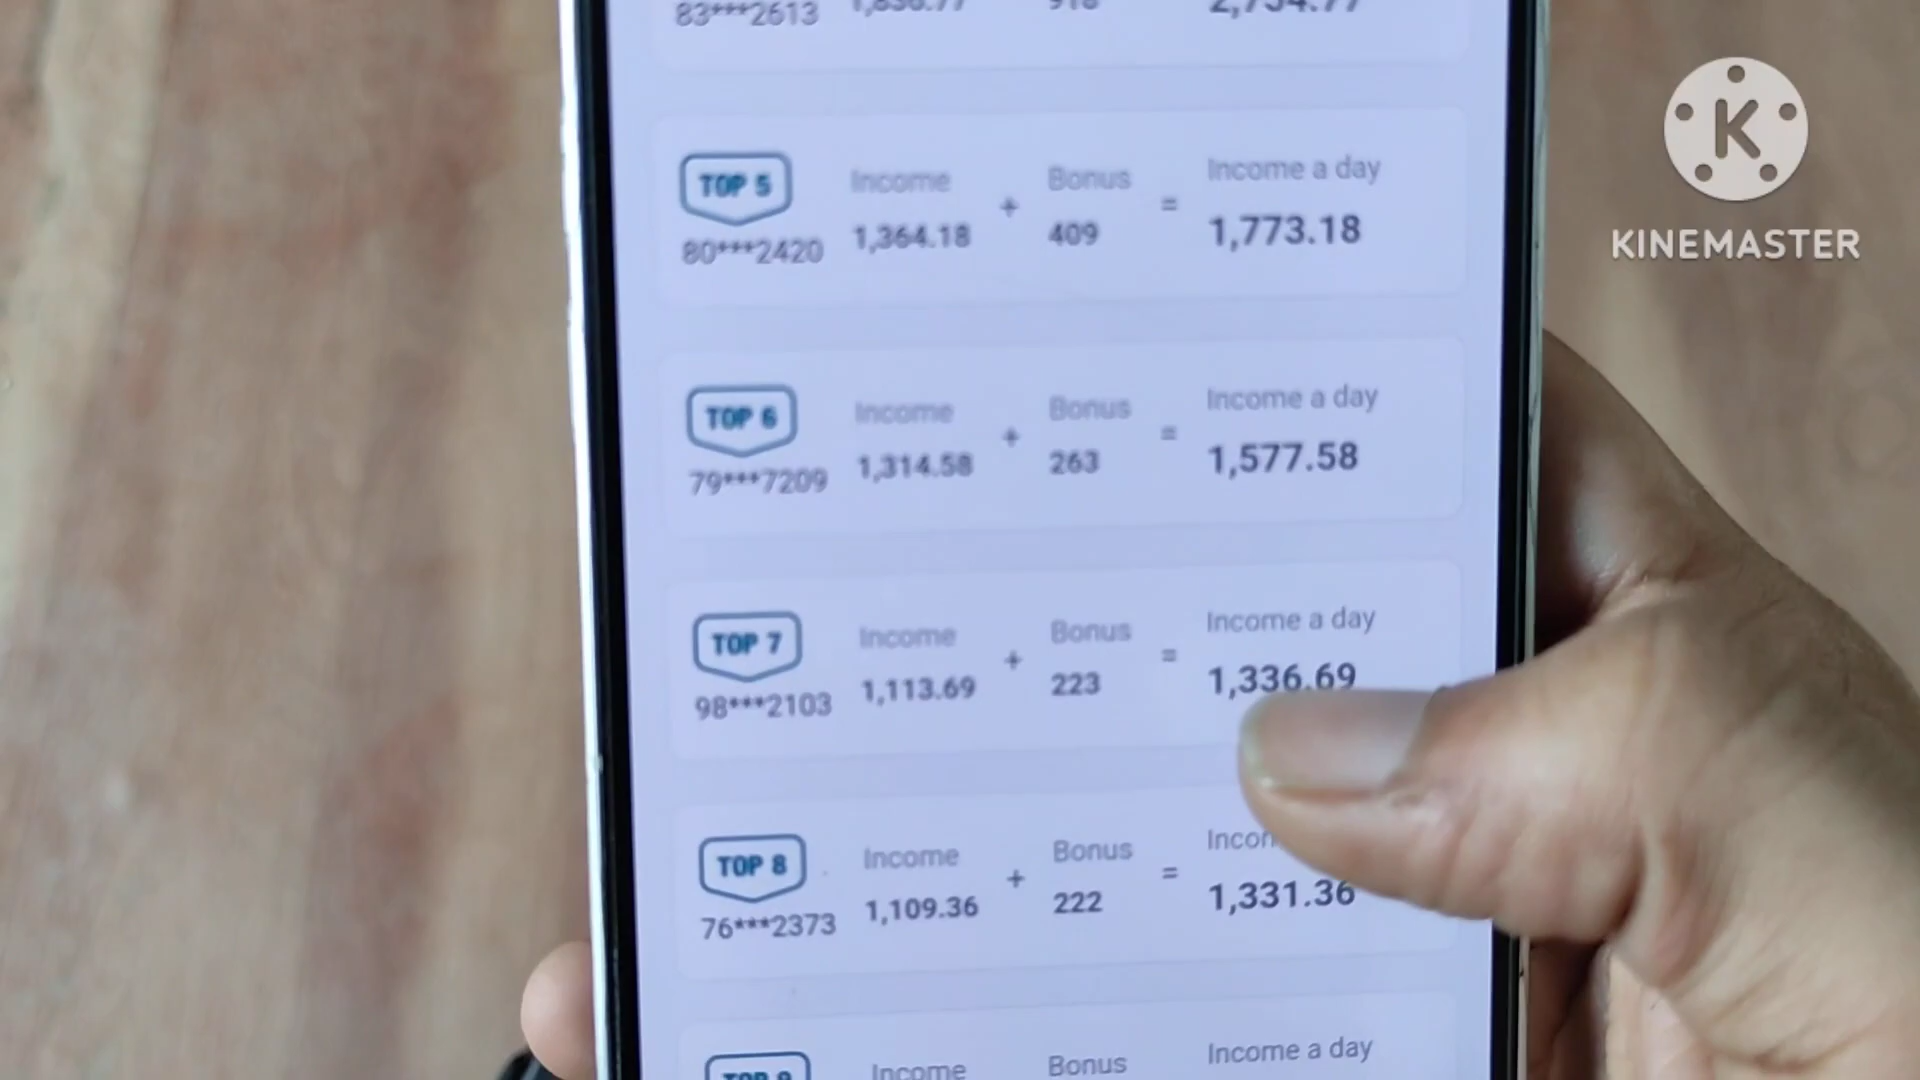 83***2613 1,836.77 918 2,754.77
TOP 5 Income + Bonus = Income a day
80***2420 1,364.18 409 1,773.18
TOP 6 Income + Bonus = Income a day
79***7209 1,314.58 263 1,577.58
TOP 7 Income + Bonus = Income a day
98***2103 1,113.69 223 1,336.69
TOP 8 Income + Bonus =
76***2373 1,109.36 222 1,331.36
TOP 9 Income Bonus Income a day
K
KINEMASTER